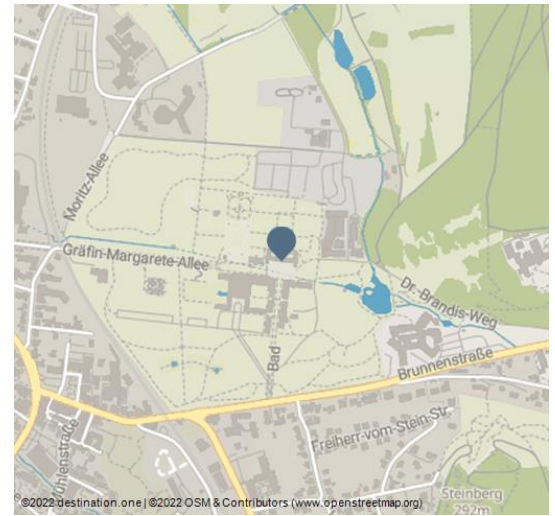 Moritz-Allee
Gräfin-Margarete-Allee
Bad
Dr.-Brandis-Weg
Brunnenstraße
Freiherr-vom-Stein-Str.
Mühlenstraße
Steinberg
292m
©2022 destination.one | ©2022 OSM & Contributors (www.openstreetmap.org)